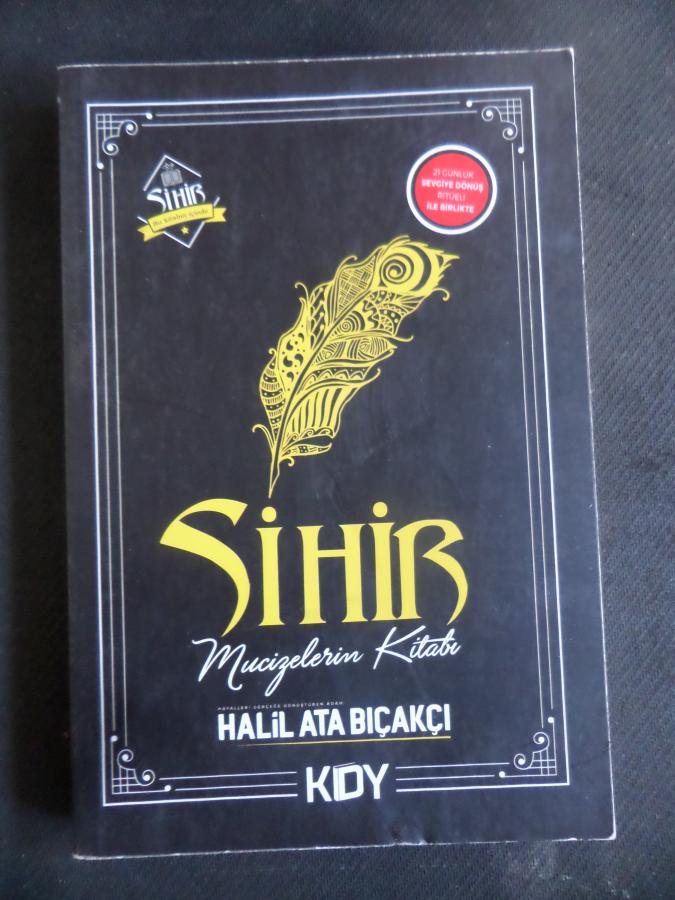 SİHİR
Bu kitabın içinde
21 GÜNLÜK
SEVGİYE DÖNÜŞ
RİTÜELİ
İLE BİRLİKTE
SİHİR
Mucizelerin Kitabı
HAYALLERİ GERÇEĞE DÖNÜŞTÜREN ADAM
HALİL ATA BIÇAKÇI
KDY